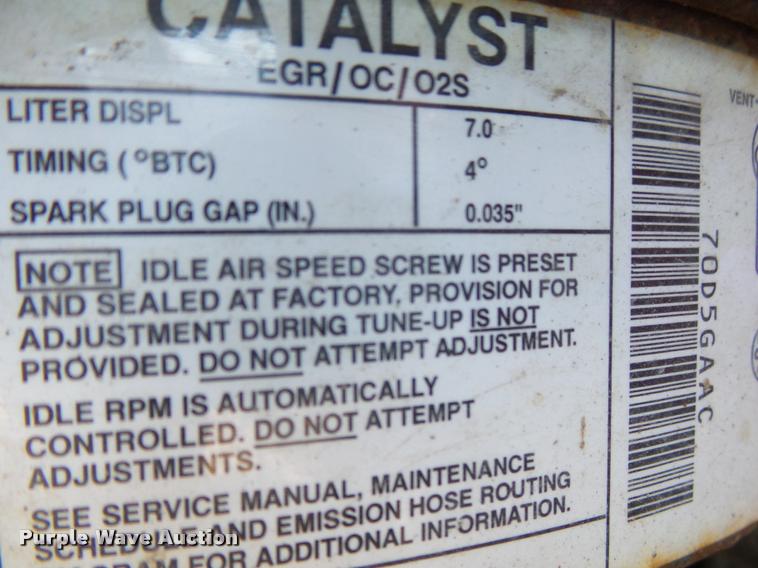 CATALYST
EGR/OC/O2S
LITER DISPL 7.0
TIMING (ºBTC) 4º
SPARK PLUG GAP (IN.) 0.035"
NOTE IDLE AIR SPEED SCREW IS PRESET
AND SEALED AT FACTORY. PROVISION FOR
ADJUSTMENT DURING TUNE-UP IS NOT
PROVIDED. DO NOT ATTEMPT ADJUSTMENT.
IDLE RPM IS AUTOMATICALLY
CONTROLLED. DO NOT ATTEMPT
ADJUSTMENTS.
SEE SERVICE MANUAL, MAINTENANCE
SCHEDULE AND EMISSION HOSE ROUTING
DIAGRAM FOR ADDITIONAL INFORMATION.
70D5GAAC
VENT
Purple Wave Auction